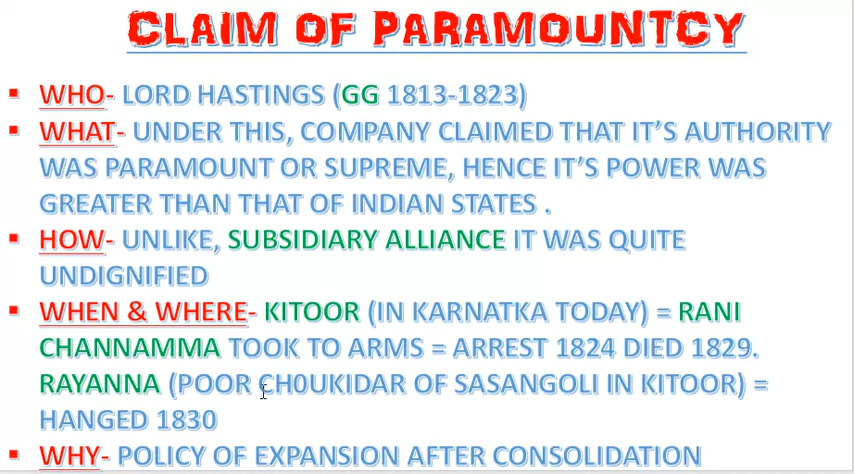 CLAIM OF PARAMOUNTCY
▪ WHO- LORD HASTINGS (GG 1813-1823)
▪ WHAT- UNDER THIS, COMPANY CLAIMED THAT IT'S AUTHORITY
WAS PARAMOUNT OR SUPREME, HENCE IT'S POWER WAS
GREATER THAN THAT OF INDIAN STATES .
▪ HOW- UNLIKE, SUBSIDIARY ALLIANCE IT WAS QUITE
UNDIGNIFIED
▪ WHEN & WHERE- KITOOR (IN KARNATKA TODAY) = RANI
CHANNAMMA TOOK TO ARMS = ARREST 1824 DIED 1829.
RAYANNA (POOR CH0UKIDAR OF SASANGOLI IN KITOOR) =
HANGED 1830
▪ WHY- POLICY OF EXPANSION AFTER CONSOLIDATION